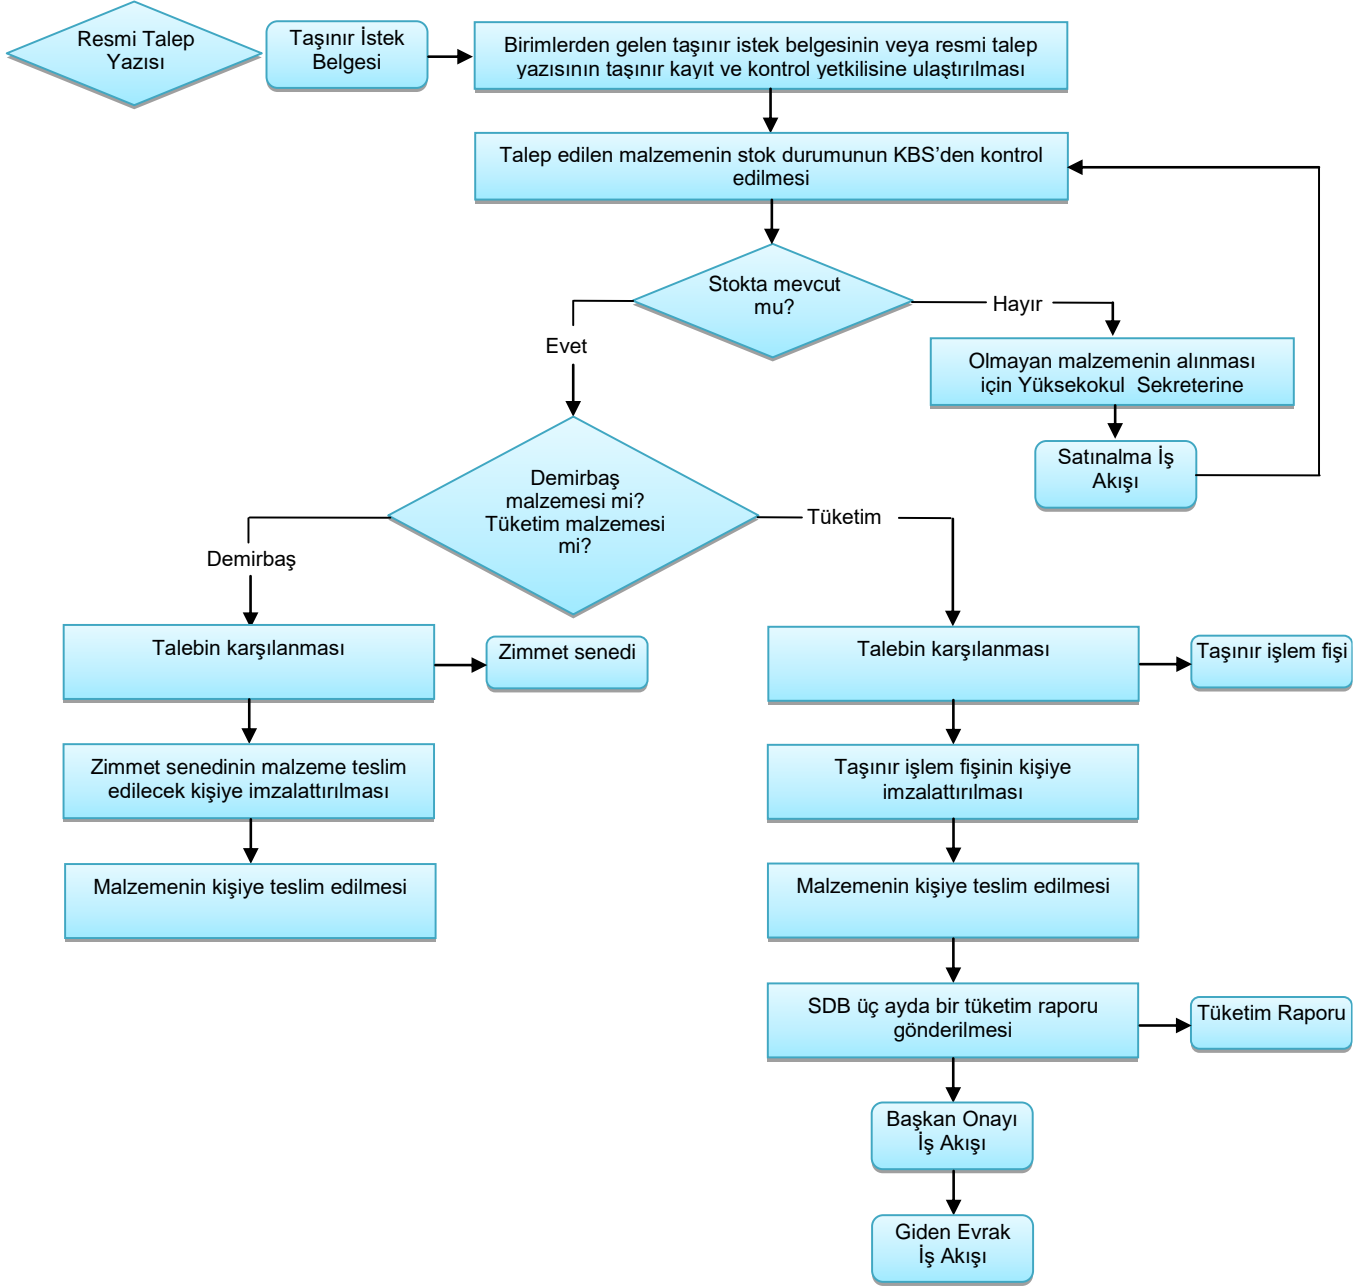 Resmi Talep
Yazısı
Taşınır İstek
Belgesi
Birimlerden gelen taşınır istek belgesinin veya resmi talep
yazısının taşınır kayıt ve kontrol yetkilisine ulaştırılması
Talep edilen malzemenin stok durumunun KBS’den kontrol
edilmesi
Stokta mevcut
mu?
Hayır
Evet
Olmayan malzemenin alınması
için Yüksekokul Sekreterine
Satınalma İş
Akışı
Demirbaş
malzemesi mi?
Tüketim malzemesi
mi?
Tüketim
Demirbaş
Talebin karşılanması
Zimmet senedi
Talebin karşılanması
Taşınır işlem fişi
Zimmet senedinin malzeme teslim
edilecek kişiye imzalattırılması
Taşınır işlem fişinin kişiye
imzalattırılması
Malzemenin kişiye teslim edilmesi
Malzemenin kişiye teslim edilmesi
SDB üç ayda bir tüketim raporu
gönderilmesi
Tüketim Raporu
Başkan Onayı
İş Akışı
Giden Evrak
İş Akışı